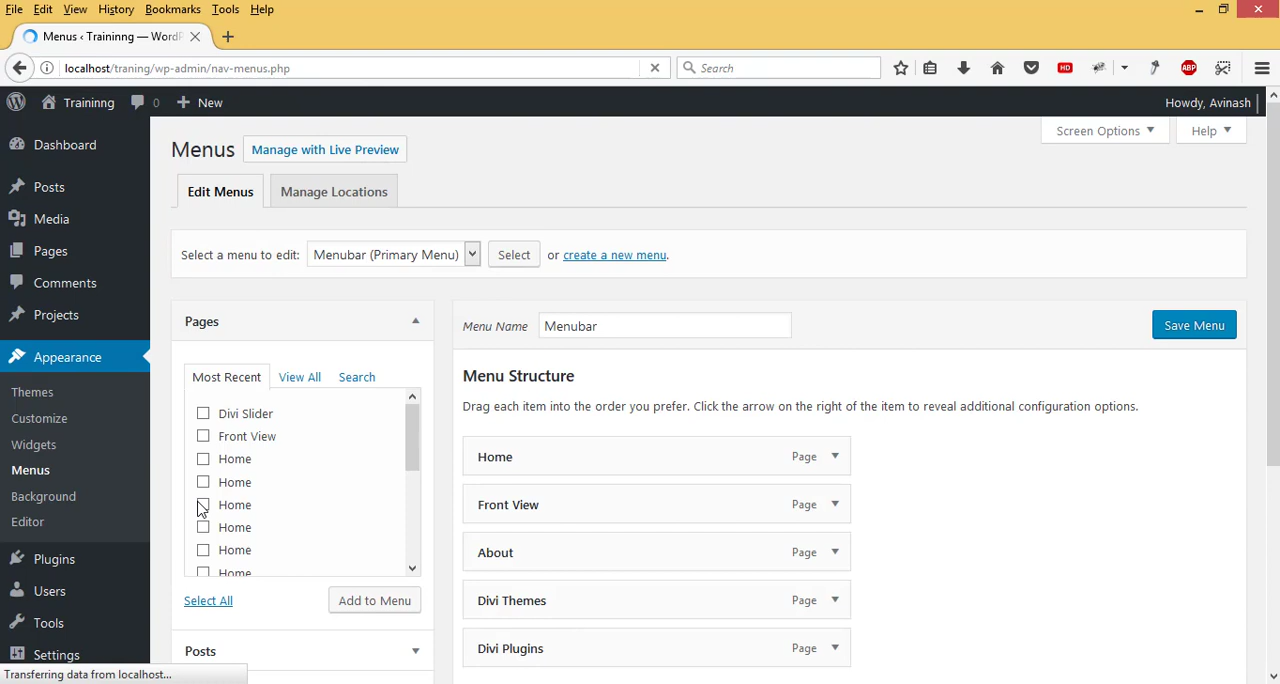 File Edit View History Bookmarks Tools Help
Menus ‹ Traininng — WordP
localhost/traning/wp-admin/nav-menus.php
Search
HD
ABP
Traininng 0 New
Howdy, Avinash
Dashboard
Posts
Media
Pages
Comments
Projects
Appearance
Themes
Customize
Widgets
Menus
Background
Editor
Plugins
Users
Tools
Settings
Screen Options
Help
Menus Manage with Live Preview
Edit Menus Manage Locations
Select a menu to edit: Menubar (Primary Menu) Select or create a new menu.
Pages
Most Recent View All Search
Divi Slider
Front View
Home
Home
Home
Home
Home
Home
Select All Add to Menu
Posts
Menu Name Menubar Save Menu
Menu Structure
Drag each item into the order you prefer. Click the arrow on the right of the item to reveal additional configuration options.
Home Page
Front View Page
About Page
Divi Themes Page
Divi Plugins Page
Transferring data from localhost...